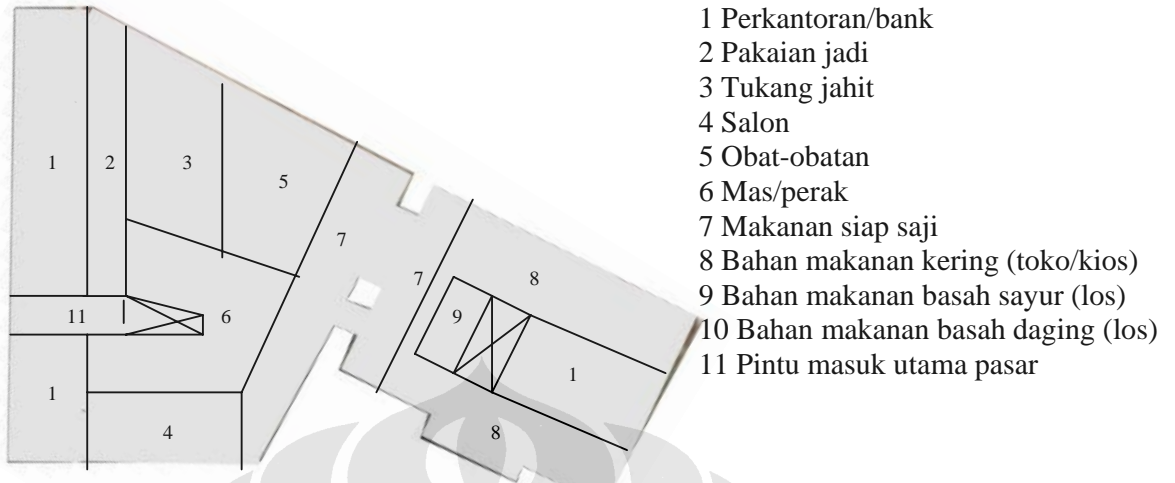 1 Perkantoran/bank
2 Pakaian jadi
3 Tukang jahit
4 Salon
5 Obat-obatan
6 Mas/perak
7 Makanan siap saji
8 Bahan makanan kering (toko/kios)
9 Bahan makanan basah sayur (los)
10 Bahan makanan basah daging (los)
11 Pintu masuk utama pasar
1
2
3
5
7
7
8
11
6
9
1
1
4
8